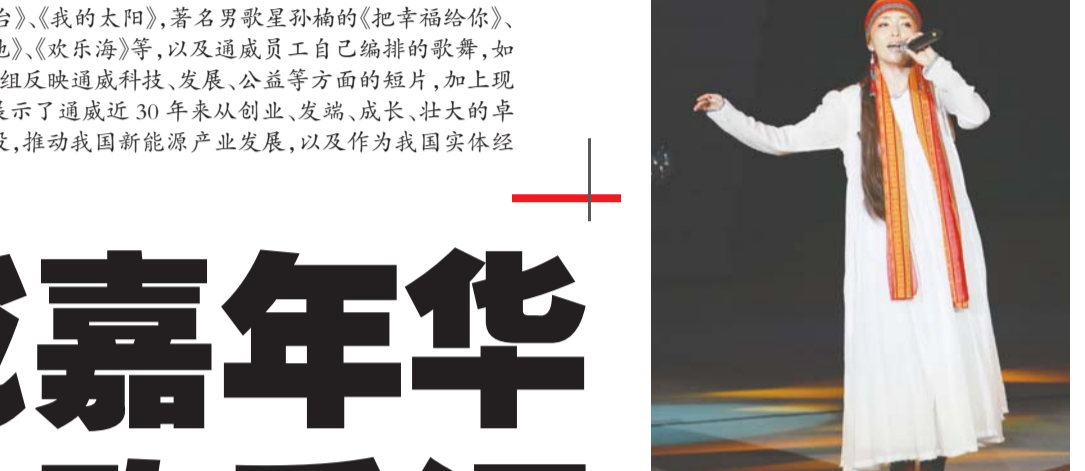 台》、《我的太阳》,著名男歌星孙楠的《把幸福给你》、
》、《欢乐海》等,以及通威员工自己编排的歌舞,如
组反映通威科技、发展、公益等方面的短片,加上现
展示了通威近 30 年来从创业、发端、成长、壮大的卓
,推动我国新能源产业发展,以及作为我国实体经
嘉年华